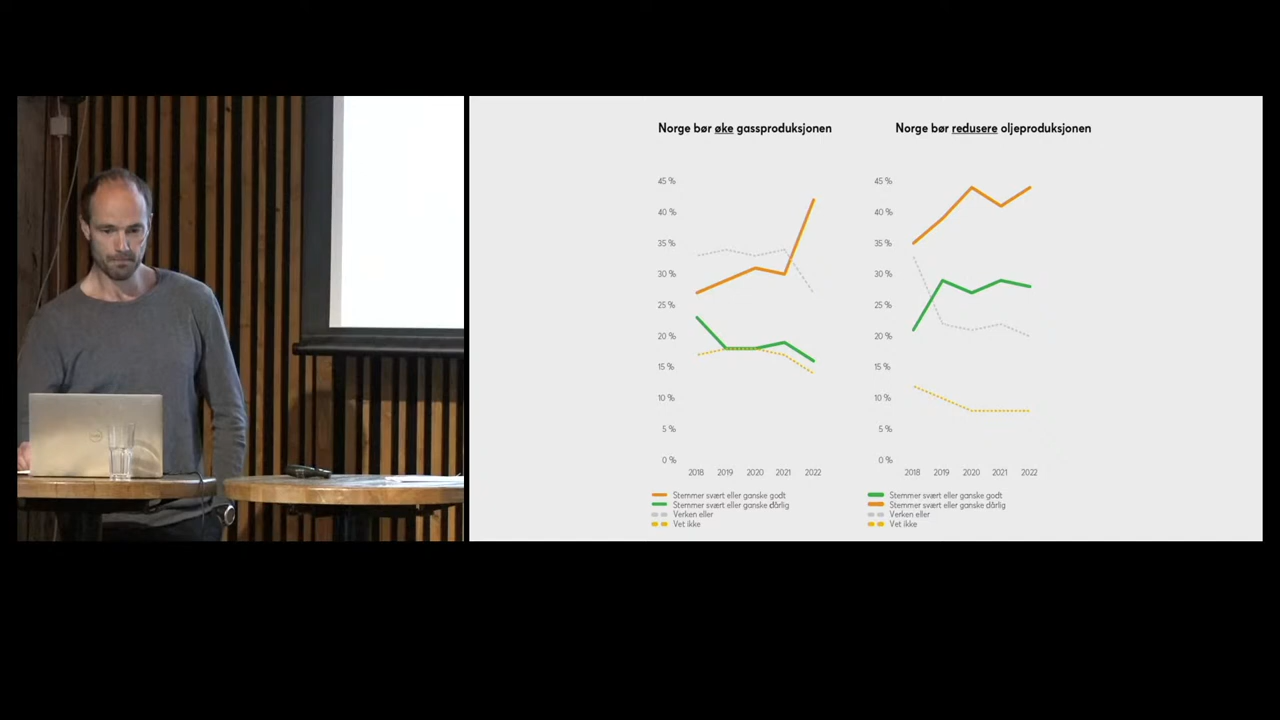 Norge bør øke gassproduksjonen
45 %
40 %
35 %
30 %
25 %
20 %
15 %
10 %
5 %
0 %
2018 2019 2020 2021 2022
Stemmer svært eller ganske godt
Stemmer svært eller ganske dårlig
Verken eller
Vet ikke
Norge bør redusere oljeproduksjonen
45 %
40 %
35 %
30 %
25 %
20 %
15 %
10 %
5 %
0 %
2018 2019 2020 2021 2022
Stemmer svært eller ganske godt
Stemmer svært eller ganske dårlig
Verken eller
Vet ikke